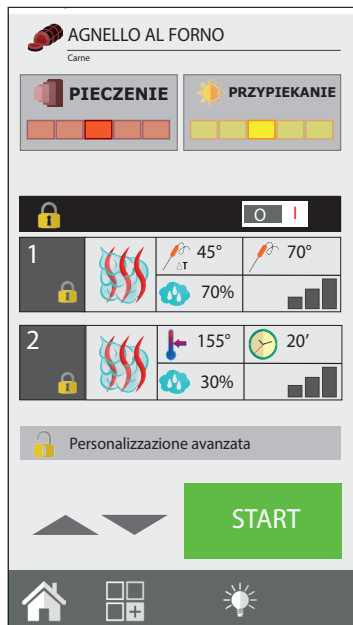 AGNELLO AL FORNO
Carne
PIECZENIE PRZYPIEKANIE
O I
1 ΔT 45° 70°
70%
2 155° 20′
30%
Personalizzazione avanzata
START